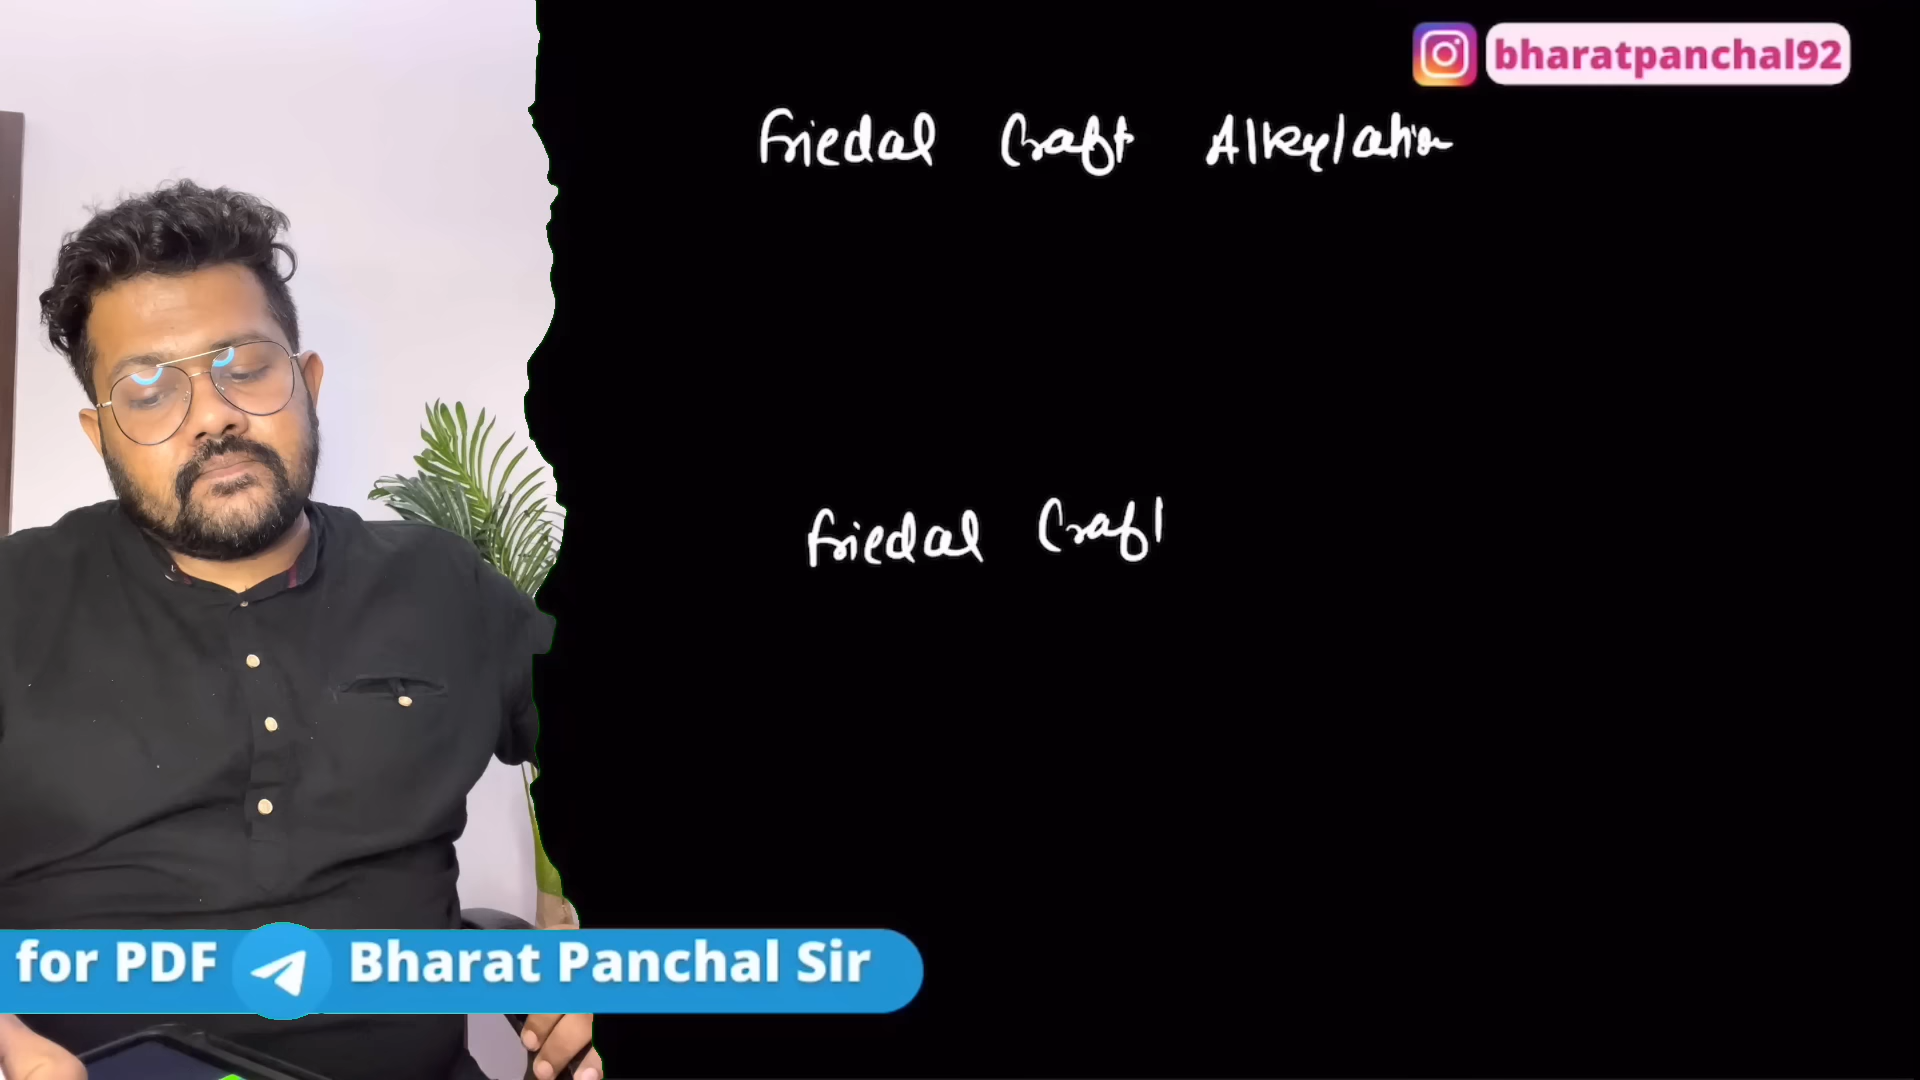 bharatpanchal92
Friedal Craft Alkylation
Friedal Craft
for PDF Bharat Panchal Sir